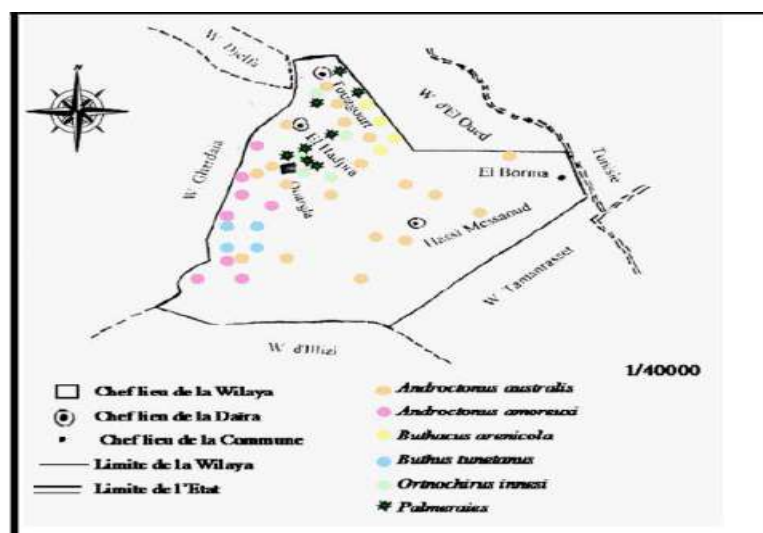 N
W. Djelfa
Touggourt
W. d'El Oued
El Hadjira
W. Ghardaia
Tunisie
El Borma
Ouargla
Hassi Messaoud
W. Tamanrasset
W. d'Illizi
1/40000
Chef lieu de la Wilaya
Chef lieu de la Daïra
Chef lieu de la Commune
Limite de la Wilaya
Limite de l'Etat
Androctonus australis
Androctonus amoreuxi
Buthacus arenicola
Buthus tunetanus
Ortnochirus innesi
Palmeraies